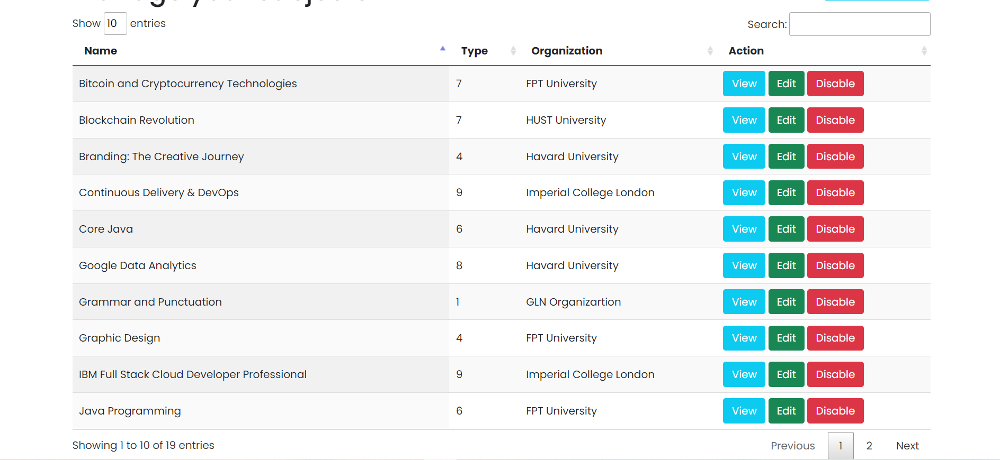 Show 10 entries Search:
Name Type Organization Action
Bitcoin and Cryptocurrency Technologies 7 FPT University View Edit Disable
Blockchain Revolution 7 HUST University View Edit Disable
Branding: The Creative Journey 4 Havard University View Edit Disable
Continuous Delivery & DevOps 9 Imperial College London View Edit Disable
Core Java 6 Havard University View Edit Disable
Google Data Analytics 8 Havard University View Edit Disable
Grammar and Punctuation 1 GLN Organizartion View Edit Disable
Graphic Design 4 FPT University View Edit Disable
IBM Full Stack Cloud Developer Professional 9 Imperial College London View Edit Disable
Java Programming 6 FPT University View Edit Disable
Showing 1 to 10 of 19 entries Previous 1 2 Next